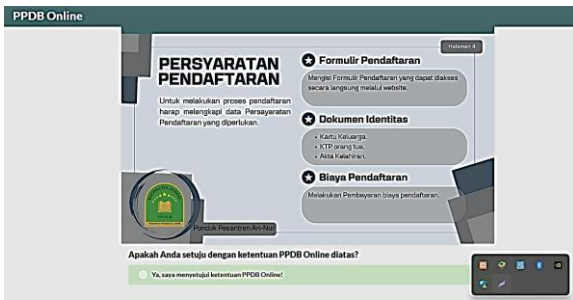 PPDB Online
Halaman 4
PERSYARATAN
PENDAFTARAN
Untuk melakukan proses pendaftaran
harap melengkapi data Persayaratan
Pendaftaran yang diperlukan.
Formulir Pendaftaran
Mengisi Formulir Pendaftaran yang dapat diakses
secara langsung melalui website.
Dokumen Identitas
• Kartu Keluarga.
• KTP orang tua.
• Akta Kelahiran.
Biaya Pendaftaran
Melakukan Pembayaran biaya pendaftaran.
Pondok Pesantren An-Nur
Apakah Anda setuju dengan ketentuan PPDB Online diatas?
Ya, saya menyetujui ketentuan PPDB Online!